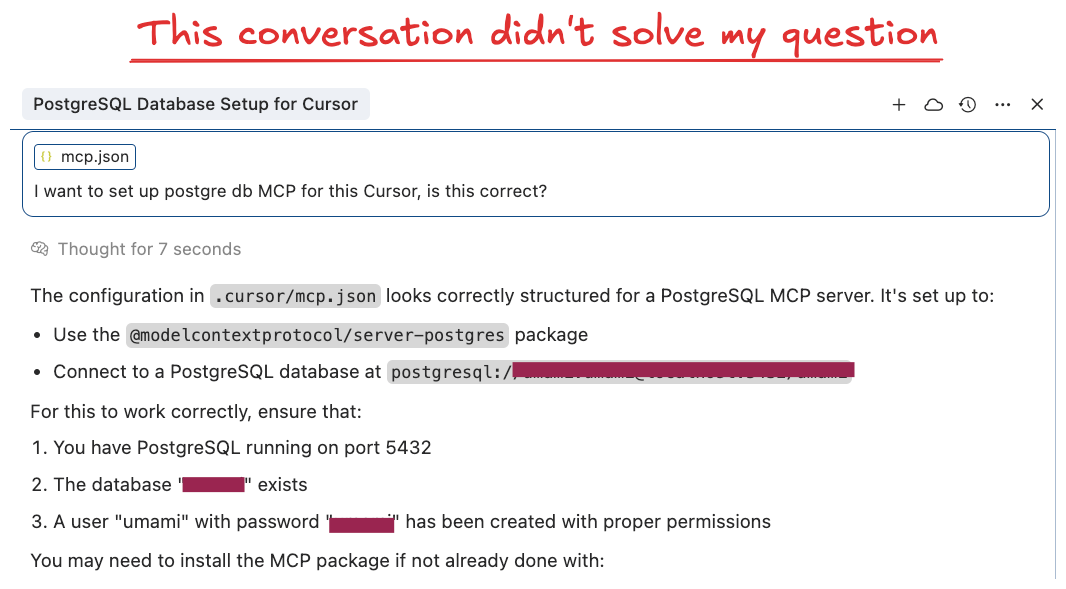 This conversation didn't solve my question
PostgreSQL Database Setup for Cursor
mcp.json
I want to set up postgre db MCP for this Cursor, is this correct?
Thought for 7 seconds
The configuration in .cursor/mcp.json looks correctly structured for a PostgreSQL MCP server. It's set up to:
• Use the @modelcontextprotocol/server-postgres package
• Connect to a PostgreSQL database at postgresql:/
For this to work correctly, ensure that:
1. You have PostgreSQL running on port 5432
2. The database "" exists
3. A user "umami" with password "" has been created with proper permissions
You may need to install the MCP package if not already done with: